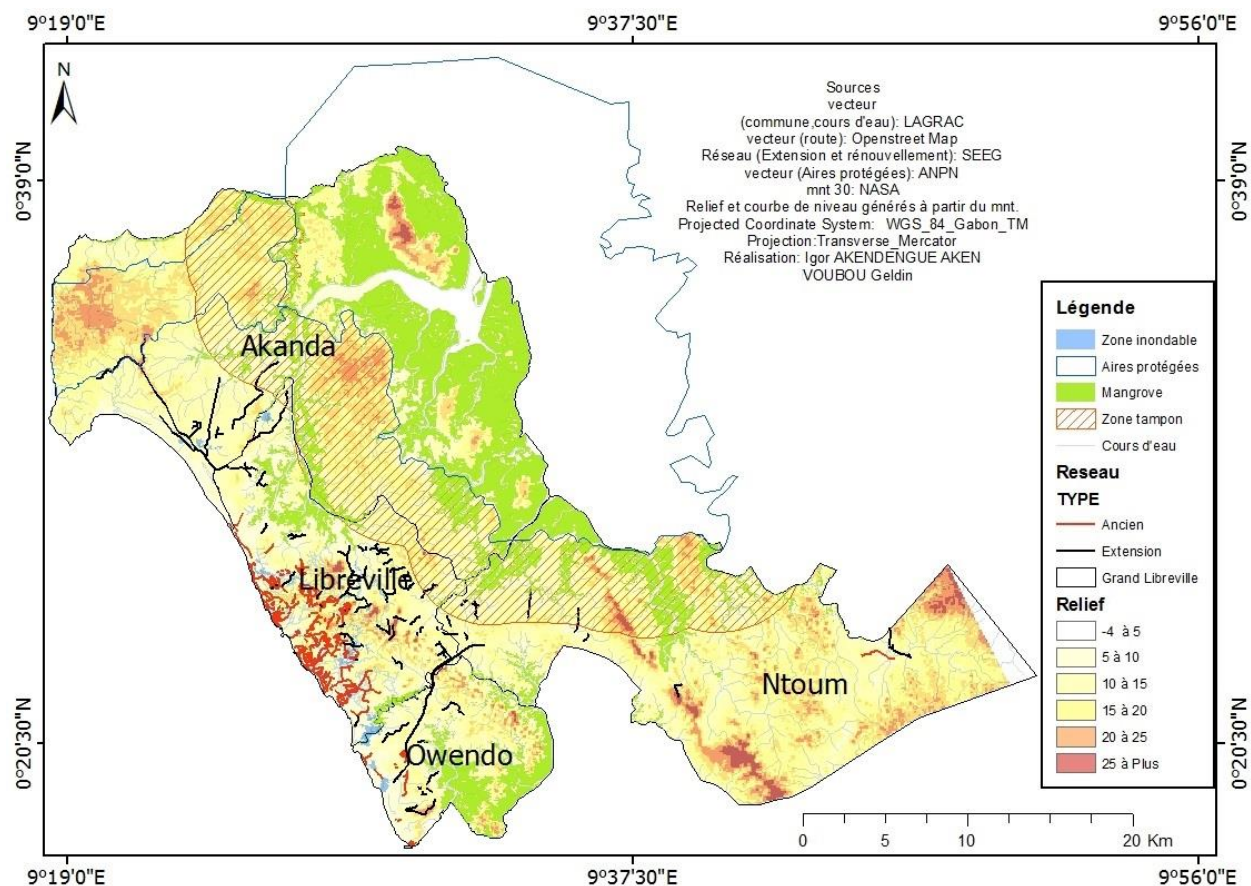 9°19'0"E 9°37'30"E 9°56'0"E
N
0°39'0"N 0°39'0"N
Sources
vecteur
(commune,cours d'eau): LAGRAC
vecteur (route): Openstreet Map
Réseau (Extension et rénouvellement): SEEG
vecteur (Aires protégées): ANPN
mnt 30: NASA
Relief et courbe de niveau générés à partir du mnt.
Projected Coordinate System: WGS_84_Gabon_TM
Projection:Transverse_Mercator
Réalisation: Igor AKENDENGUE AKEN
VOUBOU Geldin
Akanda
Libreville
Ntoum
Owendo
Légende
Zone inondable
Aires protégées
Mangrove
Zone tampon
Cours d'eau
Reseau
TYPE
Ancien
Extension
Grand Libreville
Relief
-4 à 5
5 à 10
10 à 15
15 à 20
20 à 25
25 à Plus
0°20'30"N 0°20'30"N
0 5 10 20 Km
9°19'0"E 9°37'30"E 9°56'0"E